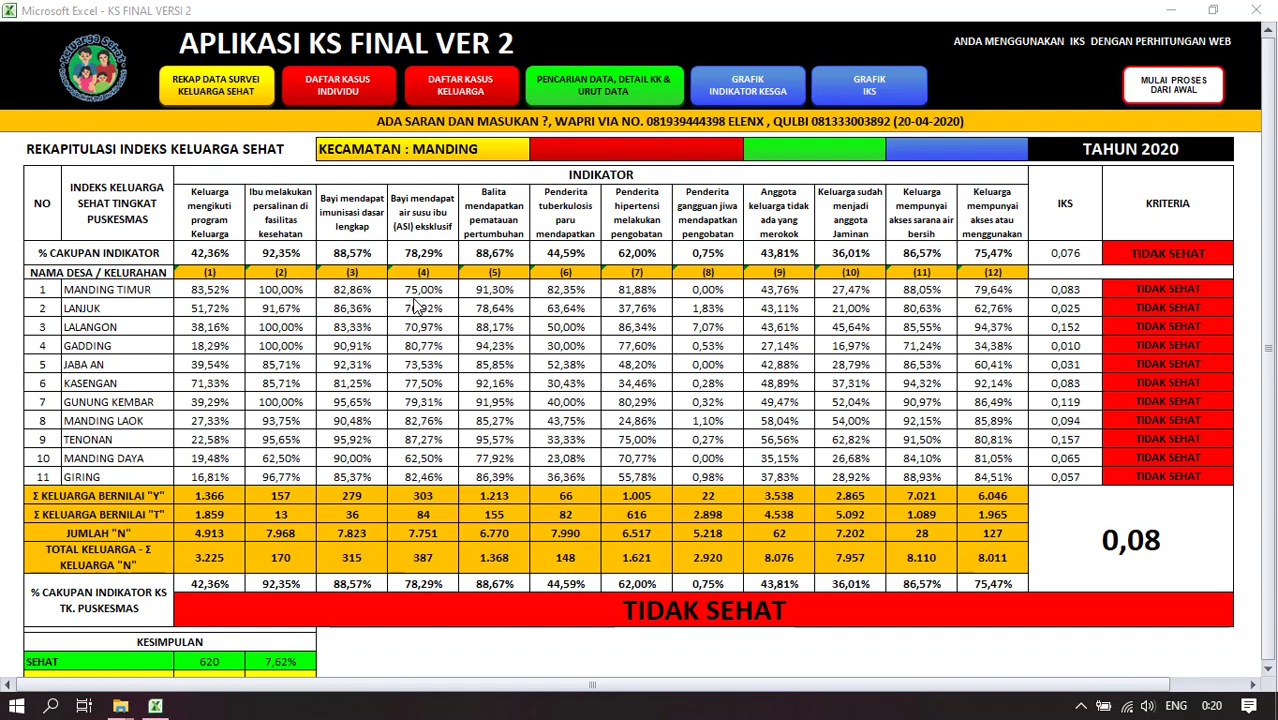 Microsoft Excel - KS FINAL VERSI 2
Keluarga Sehat
APLIKASI KS FINAL VER 2
ANDA MENGGUNAKAN IKS DENGAN PERHITUNGAN WEB
REKAP DATA SURVEI KELUARGA SEHAT
DAFTAR KASUS INDIVIDU
DAFTAR KASUS KELUARGA
PENCARIAN DATA, DETAIL KK & URUT DATA
GRAFIK INDIKATOR KESGA
GRAFIK IKS
MULAI PROSES DARI AWAL
ADA SARAN DAN MASUKAN ?, WAPRI VIA NO. 081939444398 ELENX , QULBI 081333003892 (20-04-2020)
REKAPITULASI INDEKS KELUARGA SEHAT
KECAMATAN : MANDING
TAHUN 2020
NO
INDEKS KELUARGA SEHAT TINGKAT PUSKESMAS
INDIKATOR
IKS
KRITERIA
Keluarga mengikuti program Keluarga
Ibu melakukan persalinan di fasilitas kesehatan
Bayi mendapat imunisasi dasar lengkap
Bayi mendapat air susu ibu (ASI) eksklusif
Balita mendapatkan pematauan pertumbuhan
Penderita tuberkulosis paru mendapatkan
Penderita hipertensi melakukan pengobatan
Penderita gangguan jiwa mendapatkan pengobatan
Anggota keluarga tidak ada yang merokok
Keluarga sudah menjadi anggota Jaminan
Keluarga mempunyai akses sarana air bersih
Keluarga mempunyai akses atau menggunakan
% CAKUPAN INDIKATOR 42,36% 92,35% 88,57% 78,29% 88,67% 44,59% 62,00% 0,75% 43,81% 36,01% 86,57% 75,47% 0,076 TIDAK SEHAT
NAMA DESA / KELURAHAN (1) (2) (3) (4) (5) (6) (7) (8) (9) (10) (11) (12)
1 MANDING TIMUR 83,52% 100,00% 82,86% 75,00% 91,30% 82,35% 81,88% 0,00% 43,76% 27,47% 88,05% 79,64% 0,083 TIDAK SEHAT
2 LANJUK 51,72% 91,67% 86,36% 78,64% 63,64% 37,76% 1,83% 43,11% 21,00% 80,63% 62,76% 0,025 TIDAK SEHAT
3 LALANGON 38,16% 100,00% 83,33% 70,97% 88,17% 50,00% 86,34% 7,07% 43,61% 45,64% 85,55% 94,37% 0,152 TIDAK SEHAT
4 GADDING 18,29% 100,00% 90,91% 80,77% 94,23% 30,00% 77,60% 0,53% 27,14% 16,97% 71,24% 34,38% 0,010 TIDAK SEHAT
5 JABA AN 39,54% 85,71% 92,31% 73,53% 85,85% 52,38% 48,20% 0,00% 42,88% 28,79% 86,53% 60,41% 0,031 TIDAK SEHAT
6 KASENGAN 71,33% 85,71% 81,25% 77,50% 92,16% 30,43% 34,46% 0,28% 48,89% 37,31% 94,32% 92,14% 0,083 TIDAK SEHAT
7 GUNUNG KEMBAR 39,29% 100,00% 95,65% 79,31% 91,95% 40,00% 80,29% 0,32% 49,47% 52,04% 90,97% 86,49% 0,119 TIDAK SEHAT
8 MANDING LAOK 27,33% 93,75% 90,48% 82,76% 85,27% 43,75% 24,86% 1,10% 58,04% 54,00% 92,15% 85,89% 0,094 TIDAK SEHAT
9 TENONAN 22,58% 95,65% 95,92% 87,27% 95,57% 33,33% 75,00% 0,27% 56,56% 62,82% 91,50% 80,81% 0,157 TIDAK SEHAT
10 MANDING DAYA 19,48% 62,50% 90,00% 62,50% 77,92% 23,08% 70,77% 0,00% 35,15% 26,68% 84,10% 81,05% 0,065 TIDAK SEHAT
11 GIRING 16,81% 96,77% 85,37% 82,46% 86,39% 36,36% 55,78% 0,98% 37,83% 28,92% 88,93% 84,51% 0,057 TIDAK SEHAT
Σ KELUARGA BERNILAI "Y" 1.366 157 279 303 1.213 66 1.005 22 3.538 2.865 7.021 6.046
Σ KELUARGA BERNILAI "T" 1.859 13 36 84 155 82 616 2.898 4.538 5.092 1.089 1.965
JUMLAH "N" 4.913 7.968 7.823 7.751 6.770 7.990 6.517 5.218 62 7.202 28 127
TOTAL KELUARGA - Σ KELUARGA "N" 3.225 170 315 387 1.368 148 1.621 2.920 8.076 7.957 8.110 8.011
0,08
% CAKUPAN INDIKATOR KS TK. PUSKESMAS 42,36% 92,35% 88,57% 78,29% 88,67% 44,59% 62,00% 0,75% 43,81% 36,01% 86,57% 75,47%
TIDAK SEHAT
KESIMPULAN
SEHAT 620 7,62%
ENG 0:20